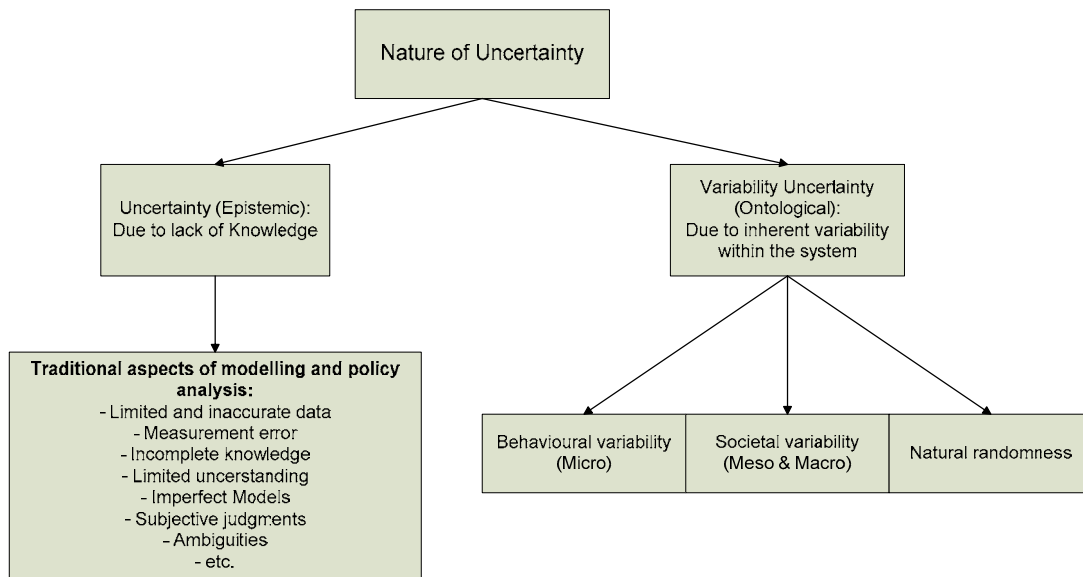 Nature of Uncertainty
Uncertainty (Epistemic):
Due to lack of Knowledge
Variability Uncertainty
(Ontological):
Due to inherent variability
within the system
Traditional aspects of modelling and policy
analysis:
- Limited and inaccurate data
- Measurement error
- Incomplete knowledge
- Limited uncerstanding
- Imperfect Models
- Subjective judgments
- Ambiguities
- etc.
Behavioural variability
(Micro)
Societal variability
(Meso & Macro)
Natural randomness